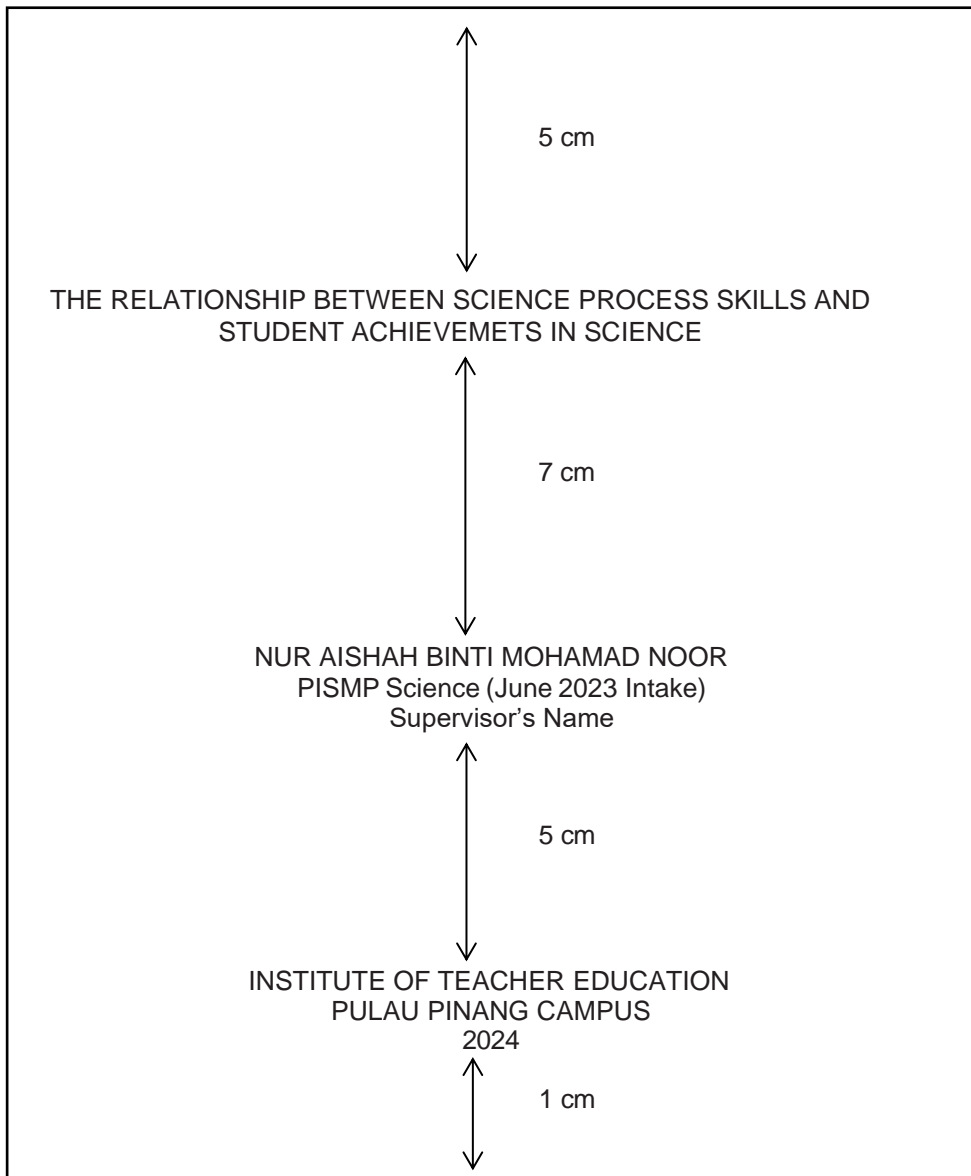 5 cm
THE RELATIONSHIP BETWEEN SCIENCE PROCESS SKILLS AND
STUDENT ACHIEVEMETS IN SCIENCE
7 cm
NUR AISHAH BINTI MOHAMAD NOOR
PISMP Science (June 2023 Intake)
Supervisor’s Name
5 cm
INSTITUTE OF TEACHER EDUCATION
PULAU PINANG CAMPUS
2024
1 cm